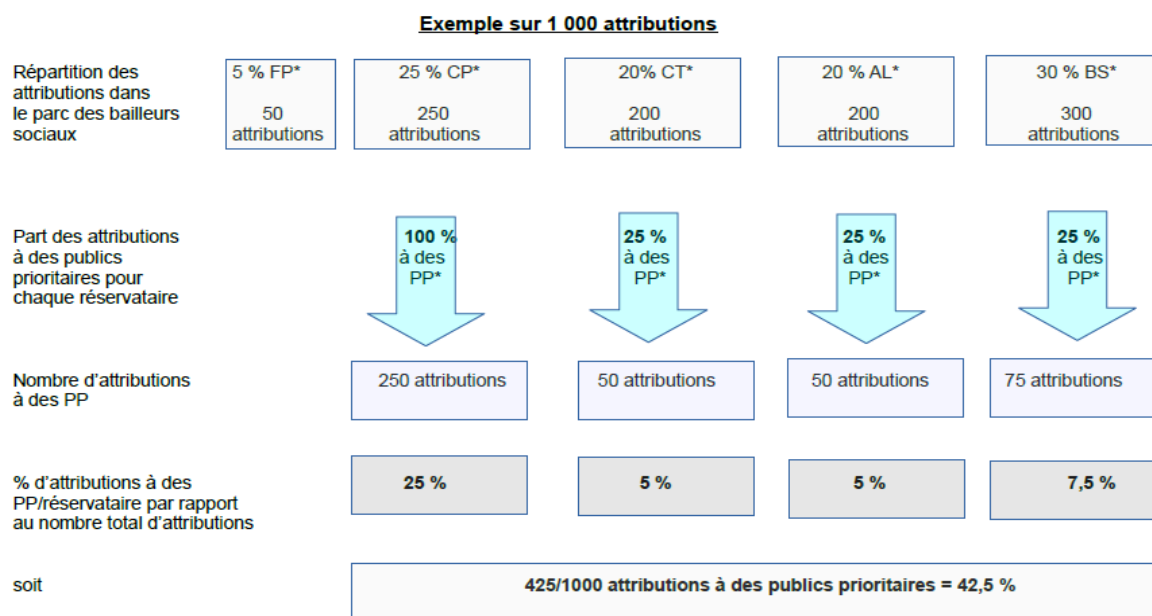 Exemple sur 1 000 attributions
Répartition des
attributions dans
le parc des bailleurs
sociaux
5 % FP*
50
attributions
25 % CP*
250
attributions
20% CT*
200
attributions
20 % AL*
200
attributions
30 % BS*
300
attributions
Part des attributions
à des publics
prioritaires pour
chaque réservataire
100 %
à des
PP*
25 %
à des
PP*
25 %
à des
PP*
25 %
à des
PP*
Nombre d'attributions
à des PP
250 attributions
50 attributions
50 attributions
75 attributions
% d'attributions à des
PP/réservataire par rapport
au nombre total d'attributions
25 %
5 %
5 %
7,5 %
soit
425/1000 attributions à des publics prioritaires = 42,5 %